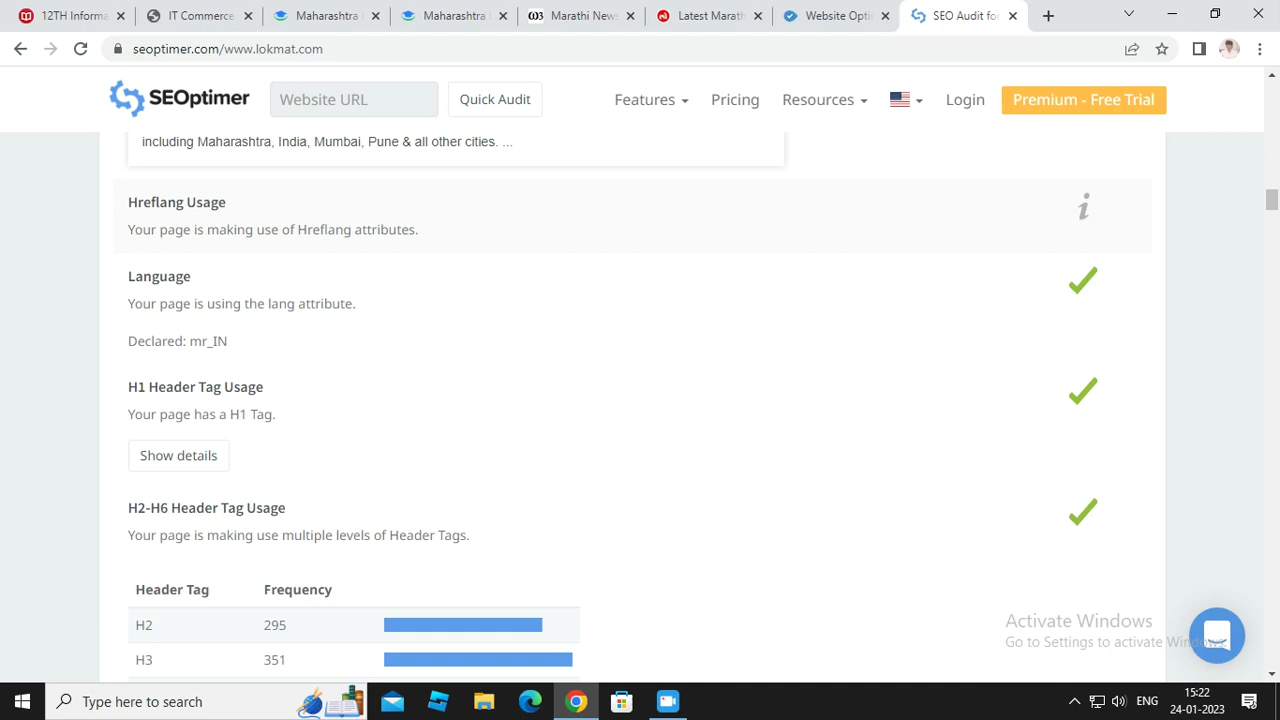 12TH Informa
IT Commerce
Maharashtra
Maharashtra
Marathi News
Latest Marath
Website Opti
SEO Audit for
seoptimer.com/www.lokmat.com
SEOptimer
Website URL
Quick Audit
Features
Pricing
Resources
Login
Premium - Free Trial
including Maharashtra, India, Mumbai, Pune & all other cities. ...
Hreflang Usage
Your page is making use of Hreflang attributes.
Language
Your page is using the lang attribute.
Declared: mr_IN
H1 Header Tag Usage
Your page has a H1 Tag.
Show details
H2-H6 Header Tag Usage
Your page is making use multiple levels of Header Tags.
Header Tag Frequency
H2 295
H3 351
Activate Windows
Go to Settings to activate Windows.
Type here to search
ENG
15:22
24-01-2023